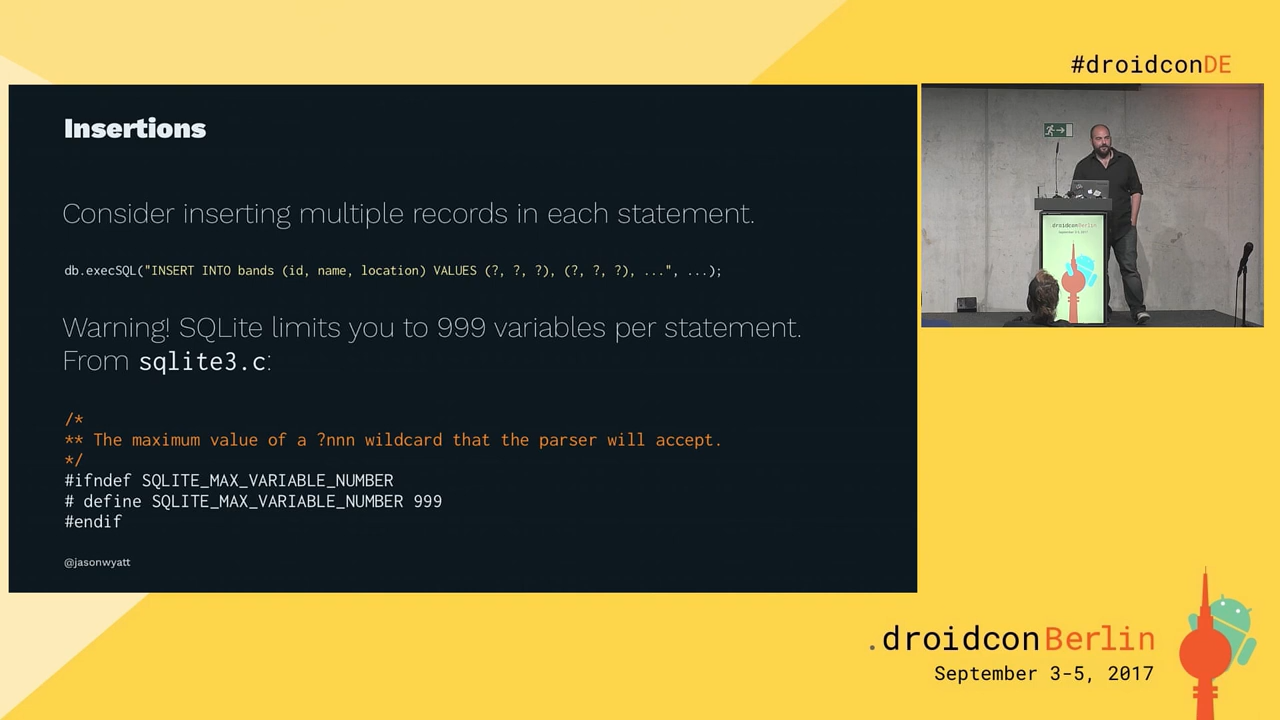 #droidconDE
Insertions
Consider inserting multiple records in each statement.
db.execSQL("INSERT INTO bands (id, name, location) VALUES (?, ?, ?), (?, ?, ?), ...", ...);
Warning! SQLite limits you to 999 variables per statement.
From sqlite3.c:
/*
** The maximum value of a ?nnn wildcard that the parser will accept.
*/
#ifndef SQLITE_MAX_VARIABLE_NUMBER
# define SQLITE_MAX_VARIABLE_NUMBER 999
#endif
@jasonwyatt
droidconBerlin
.droidconBerlin
September 3-5, 2017